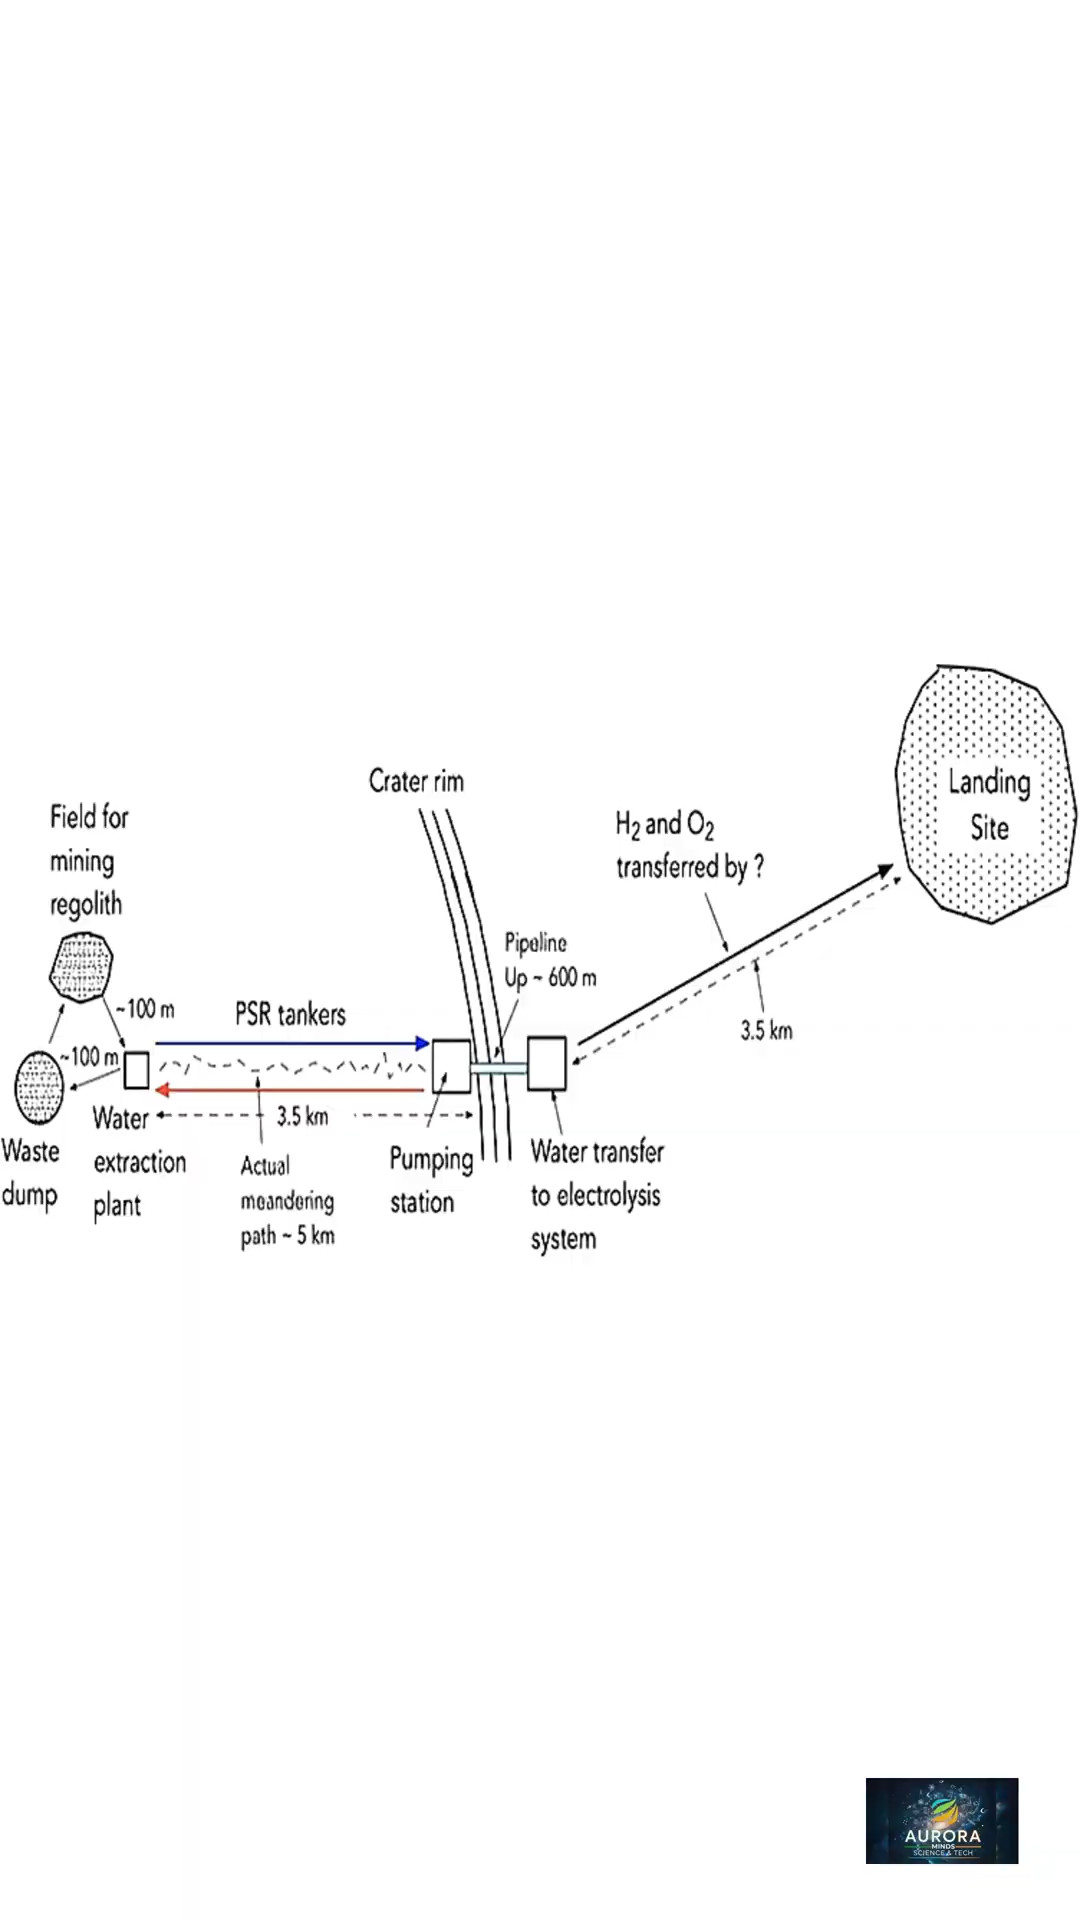 Landing
Site
Crater rim
H2 and O2
transferred by ?
Field for
mining
regolith
Pipeline
Up ~ 600 m
~100 m
PSR tankers
3.5 km
~100 m
3.5 km
Water
extraction
plant
Waste
dump
Actual
meandering
path ~ 5 km
Pumping
station
Water transfer
to electrolysis
system
AURORA
MINDS
SCIENCE & TECH